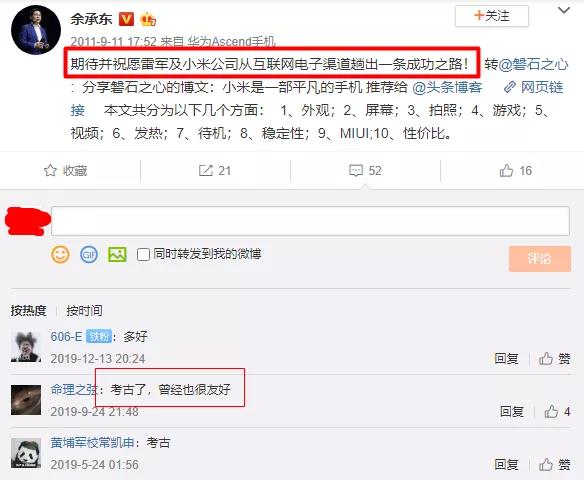 余承东
+关注
2011-9-11 17:52 来自 华为Ascend手机
期待并祝愿雷军及小米公司从互联网电子渠道趟出一条成功之路! 转@磐石之心
: 分享磐石之心的博文：小米是一部平凡的手机 推荐给 @头条博客 网页链
接 本文共分为以下几个方面： 1、外观；2、屏幕；3、拍照；4、游戏；5、
视频；6、发热；7、待机；8、稳定性；9、MIUI;10、性价比。
收藏 21 52 16
GIF 同时转发到我的微博 评论
按热度 按时间
606-E 铁粉：多好
2019-12-13 20:24 回复 赞
命理之弦：考古了，曾经也很友好
2019-9-24 21:48 回复 4
黄埔军校常凯申：考古
2019-5-24 01:56 回复 赞